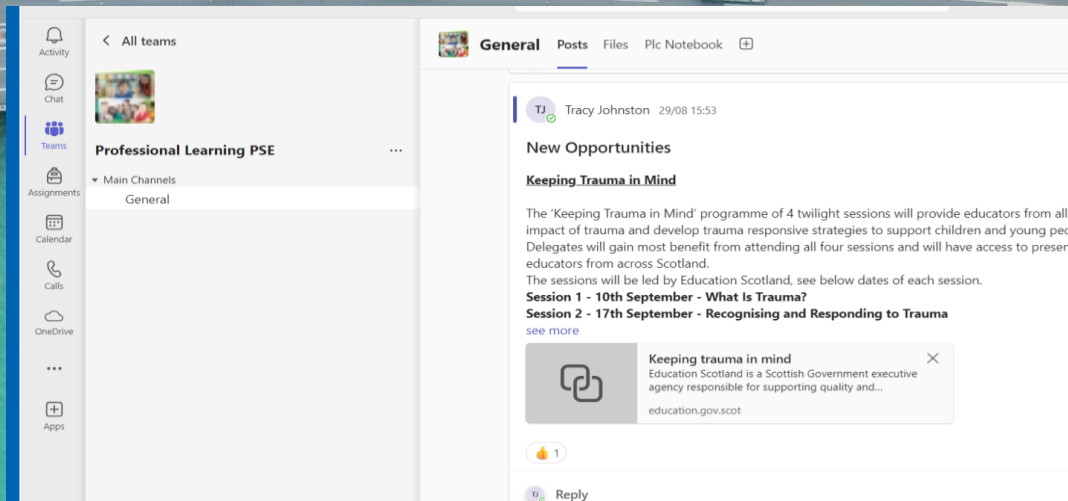 Activity
Chat
Teams
Assignments
Calendar
Calls
OneDrive
Apps
All teams
Professional Learning PSE
Main Channels
General
General Posts Files Plc Notebook
TJ Tracy Johnston 29/08 15:53
New Opportunities
Keeping Trauma in Mind
The 'Keeping Trauma in Mind' programme of 4 twilight sessions will provide educators from all
impact of trauma and develop trauma responsive strategies to support children and young
Delegates will gain most benefit from attending all four sessions and will have access to
educators from across Scotland.
The sessions will be led by Education Scotland, see below dates of each session.
Session 1 - 10th September - What Is Trauma?
Session 2 - 17th September - Recognising and Responding to Trauma
see more
Keeping trauma in mind
Education Scotland is a Scottish Government executive
agency responsible for supporting quality and...
education.gov.scot
1
TJ Reply